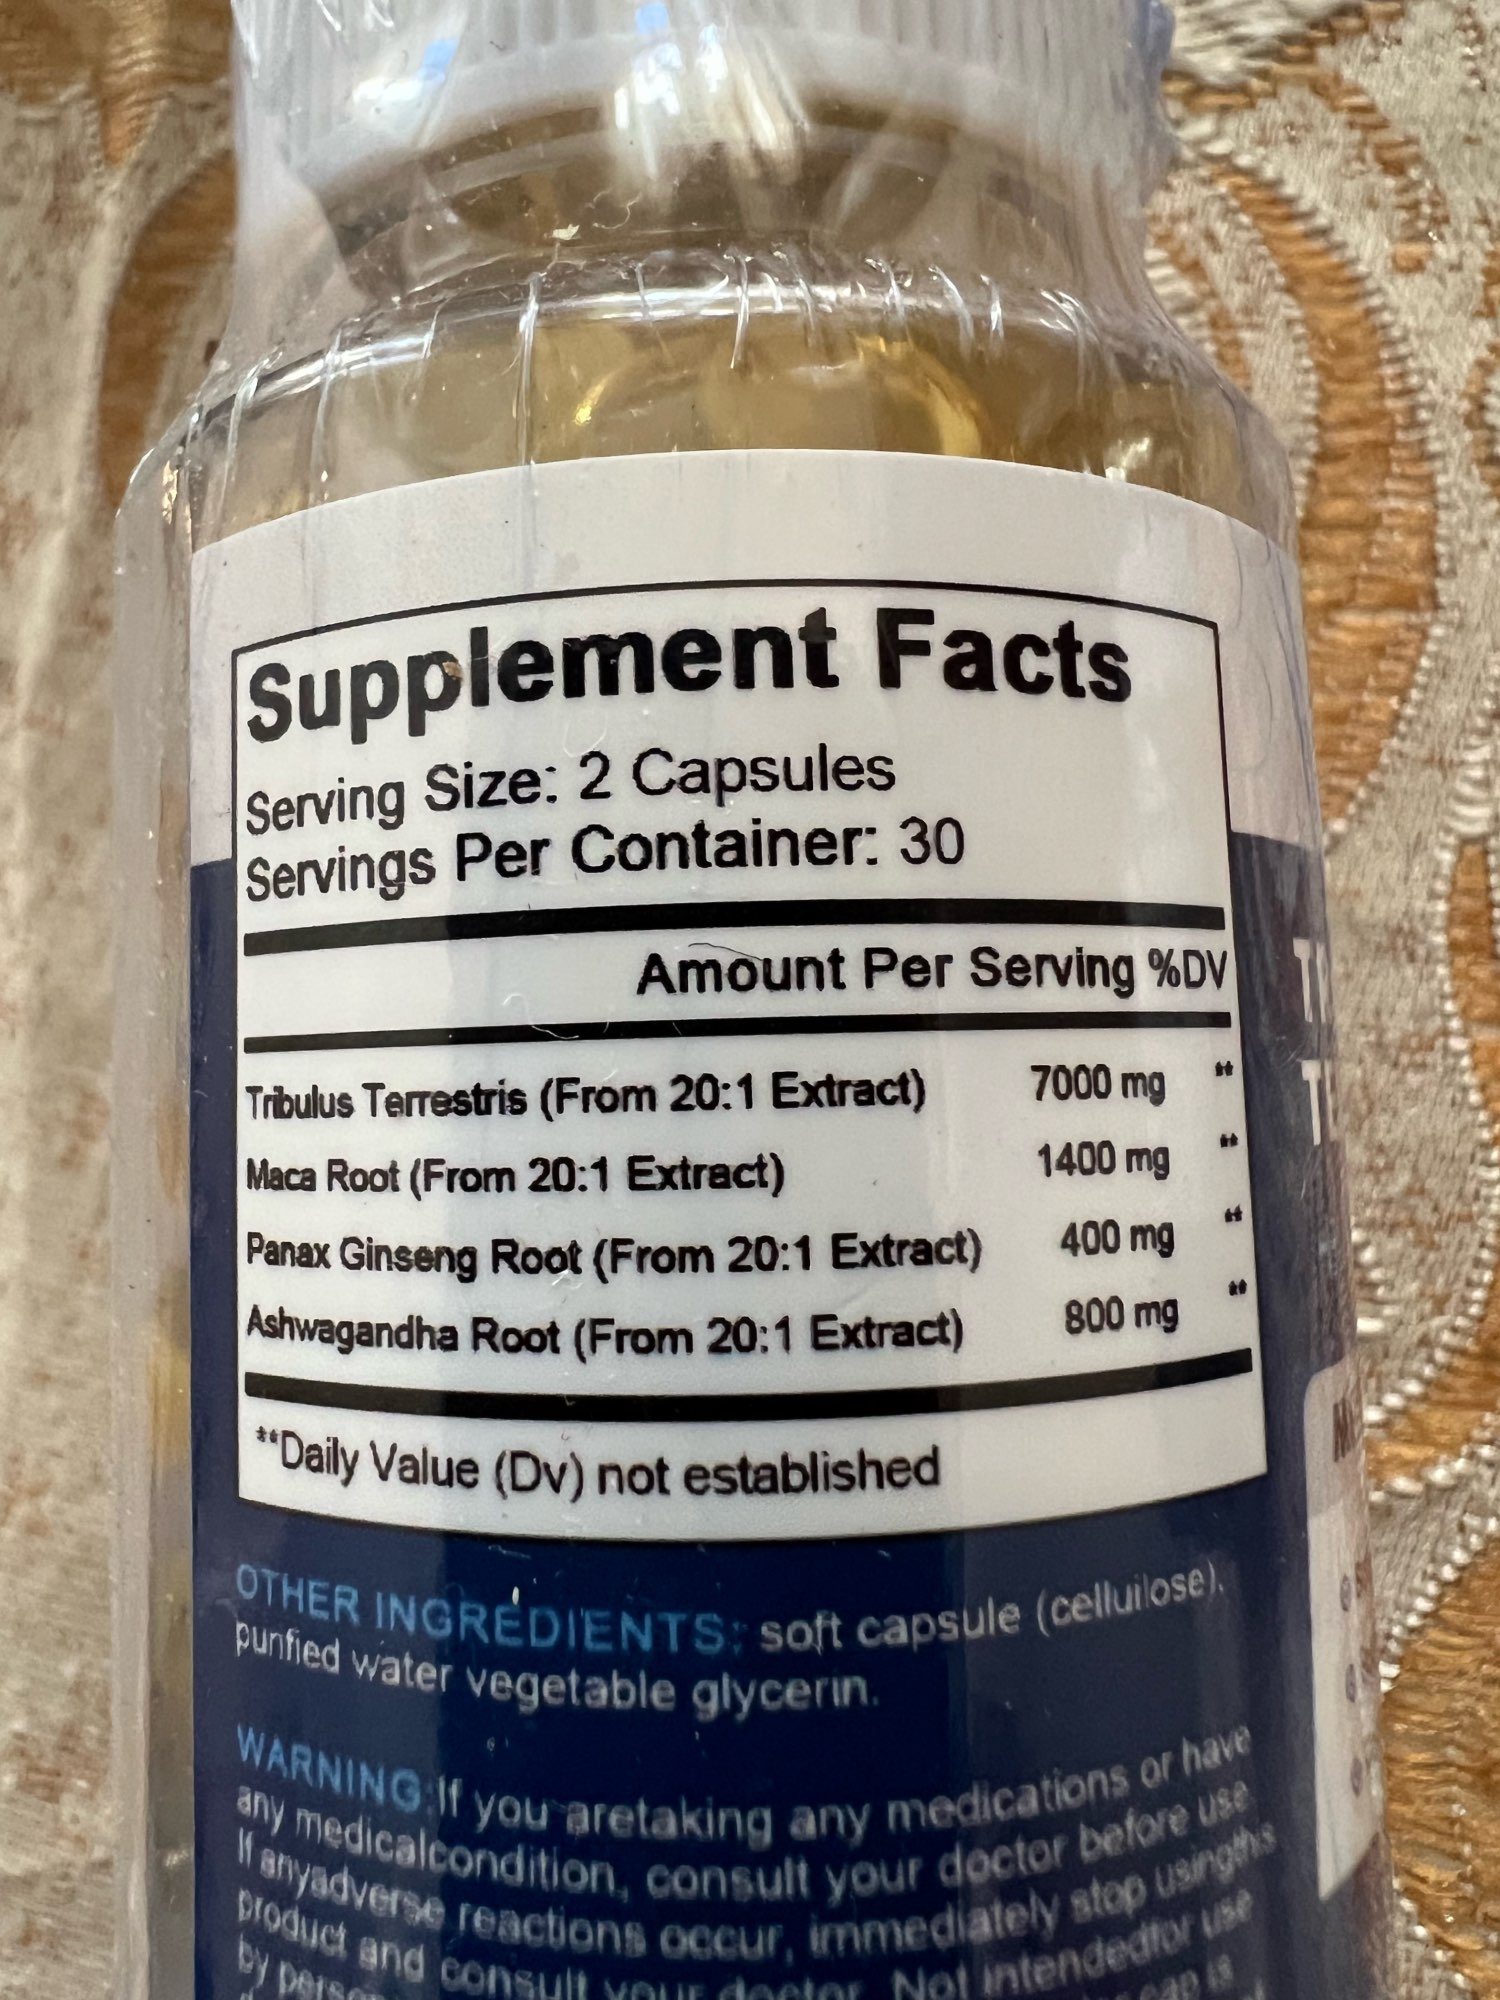 Supplement Facts
Serving Size: 2 Capsules
Servings Per Container: 30
Amount Per Serving %DV
Tribulus Terrestris (From 20:1 Extract) 7000 mg **
Maca Root (From 20:1 Extract) 1400 mg **
Panax Ginseng Root (From 20:1 Extract) 400 mg **
Ashwagandha Root (From 20:1 Extract) 800 mg **
**Daily Value (Dv) not established
OTHER INGREDIENTS: soft capsule (cellulose),
purified water vegetable glycerin.
WARNING:If you aretaking any medications or have
any medicalcondition, consult your doctor before use
If anyadverse reactions occur, immediately stop usingths
product and consult your doctor. Not intendedfor use
by